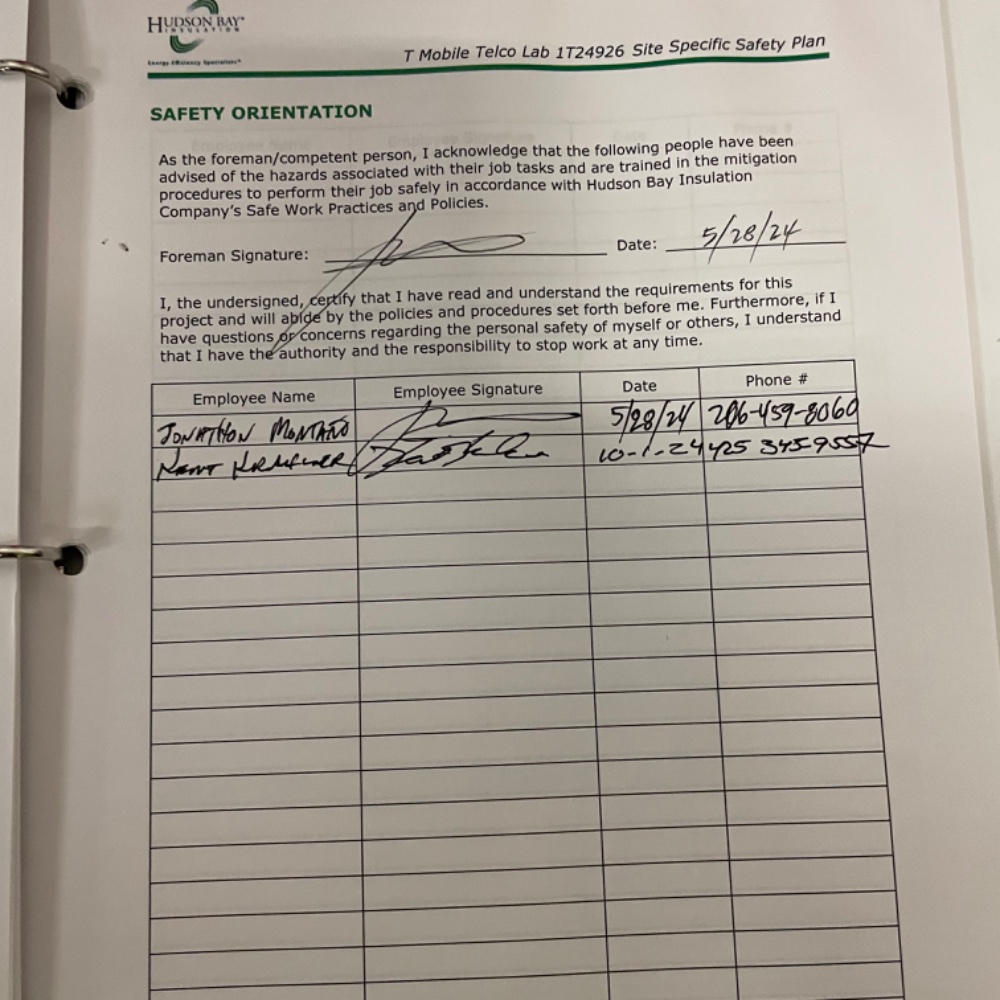 HUDSON BAY
INSULATION
Energy Efficiency Specialists
T Mobile Telco Lab 1T24926 Site Specific Safety Plan
SAFETY ORIENTATION
As the foreman/competent person, I acknowledge that the following people have been
advised of the hazards associated with their job tasks and are trained in the mitigation
procedures to perform their job safely in accordance with Hudson Bay Insulation
Company's Safe Work Practices and Policies.
Foreman Signature: Date: 5/28/24
I, the undersigned, certify that I have read and understand the requirements for this
project and will abide by the policies and procedures set forth before me. Furthermore, if I
have questions or concerns regarding the personal safety of myself or others, I understand
that I have the authority and the responsibility to stop work at any time.
Employee Name Employee Signature Date Phone #
JONATHON MONTAÑO 5/28/24 206-459-8060
KENT 10-1-24 425 345-9557